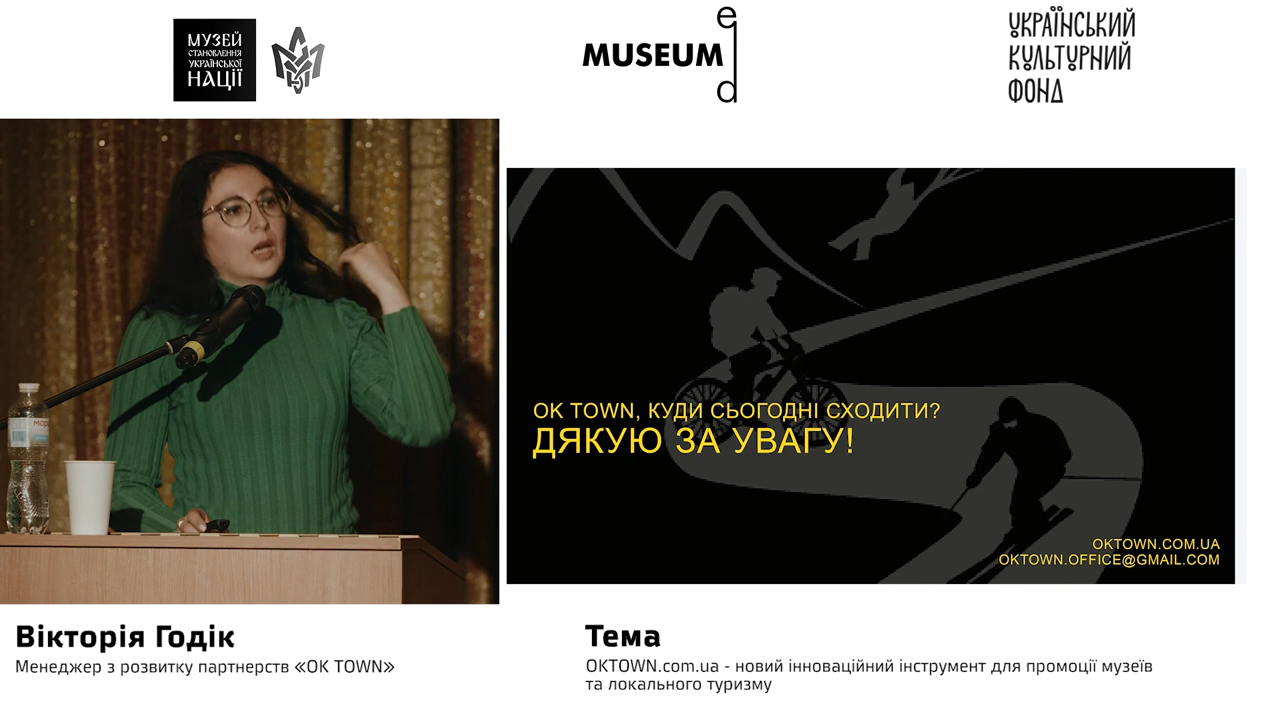 МУЗЕЙ
СТАНОВЛЕННЯ
УКРАЇНСЬКОЇ
НАЦІЇ
MUSEUM
ed
УКРАЇНСЬКИЙ
КУЛЬТУРНИЙ
ФОНД
OK TOWN, КУДИ СЬОГОДНІ СХОДИТИ?
ДЯКУЮ ЗА УВАГУ!
OKTOWN.COM.UA
OKTOWN.OFFICE@GMAIL.COM
Вікторія Годік
Менеджер з розвитку партнерств «OK TOWN»
Тема
OKTOWN.com.ua - новий інноваційний інструмент для промоції музеїв
та локального туризму